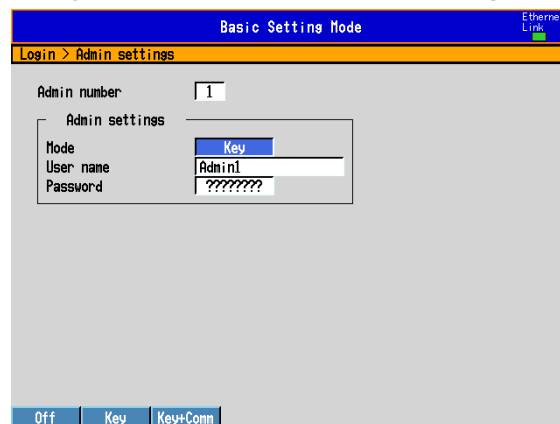 Basic Setting Mode
Etherne
Link
Login > Admin settings
Admin number 1
Admin settings
Mode Key
User name Admin1
Password ????????
Off Key Key+Comm